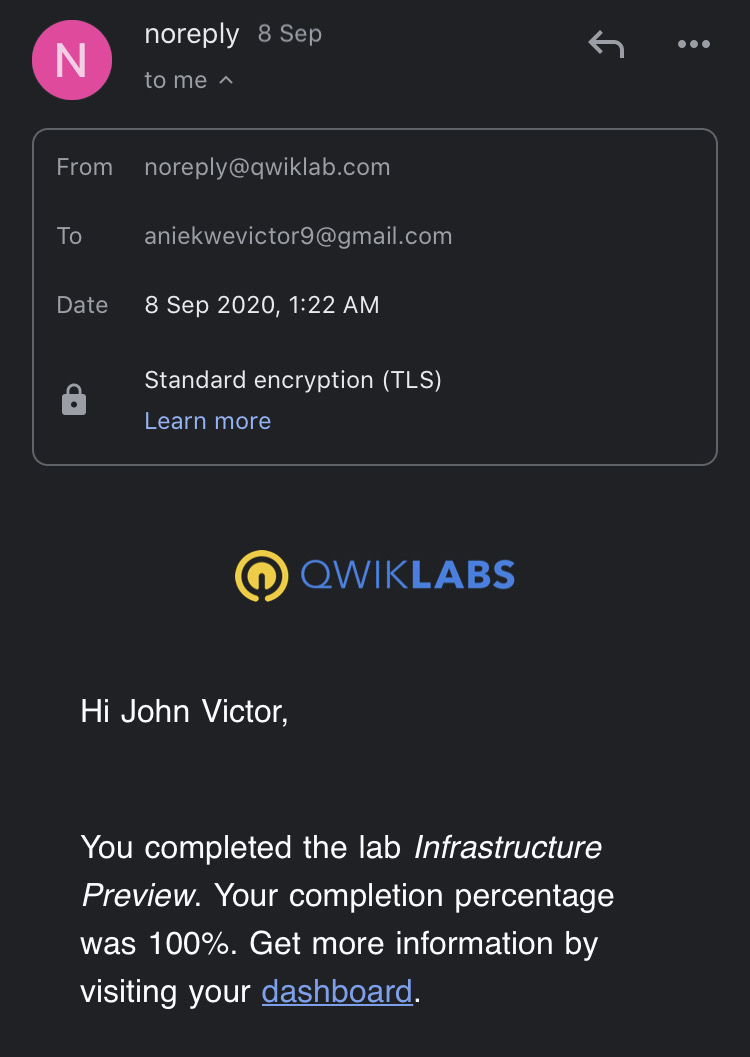 N
noreply 8 Sep
to me
From noreply@qwiklab.com
To aniekwevictor9@gmail.com
Date 8 Sep 2020, 1:22 AM
Standard encryption (TLS)
Learn more
QWIKLABS
Hi John Victor,
You completed the lab Infrastructure
Preview. Your completion percentage
was 100%. Get more information by
visiting your dashboard.